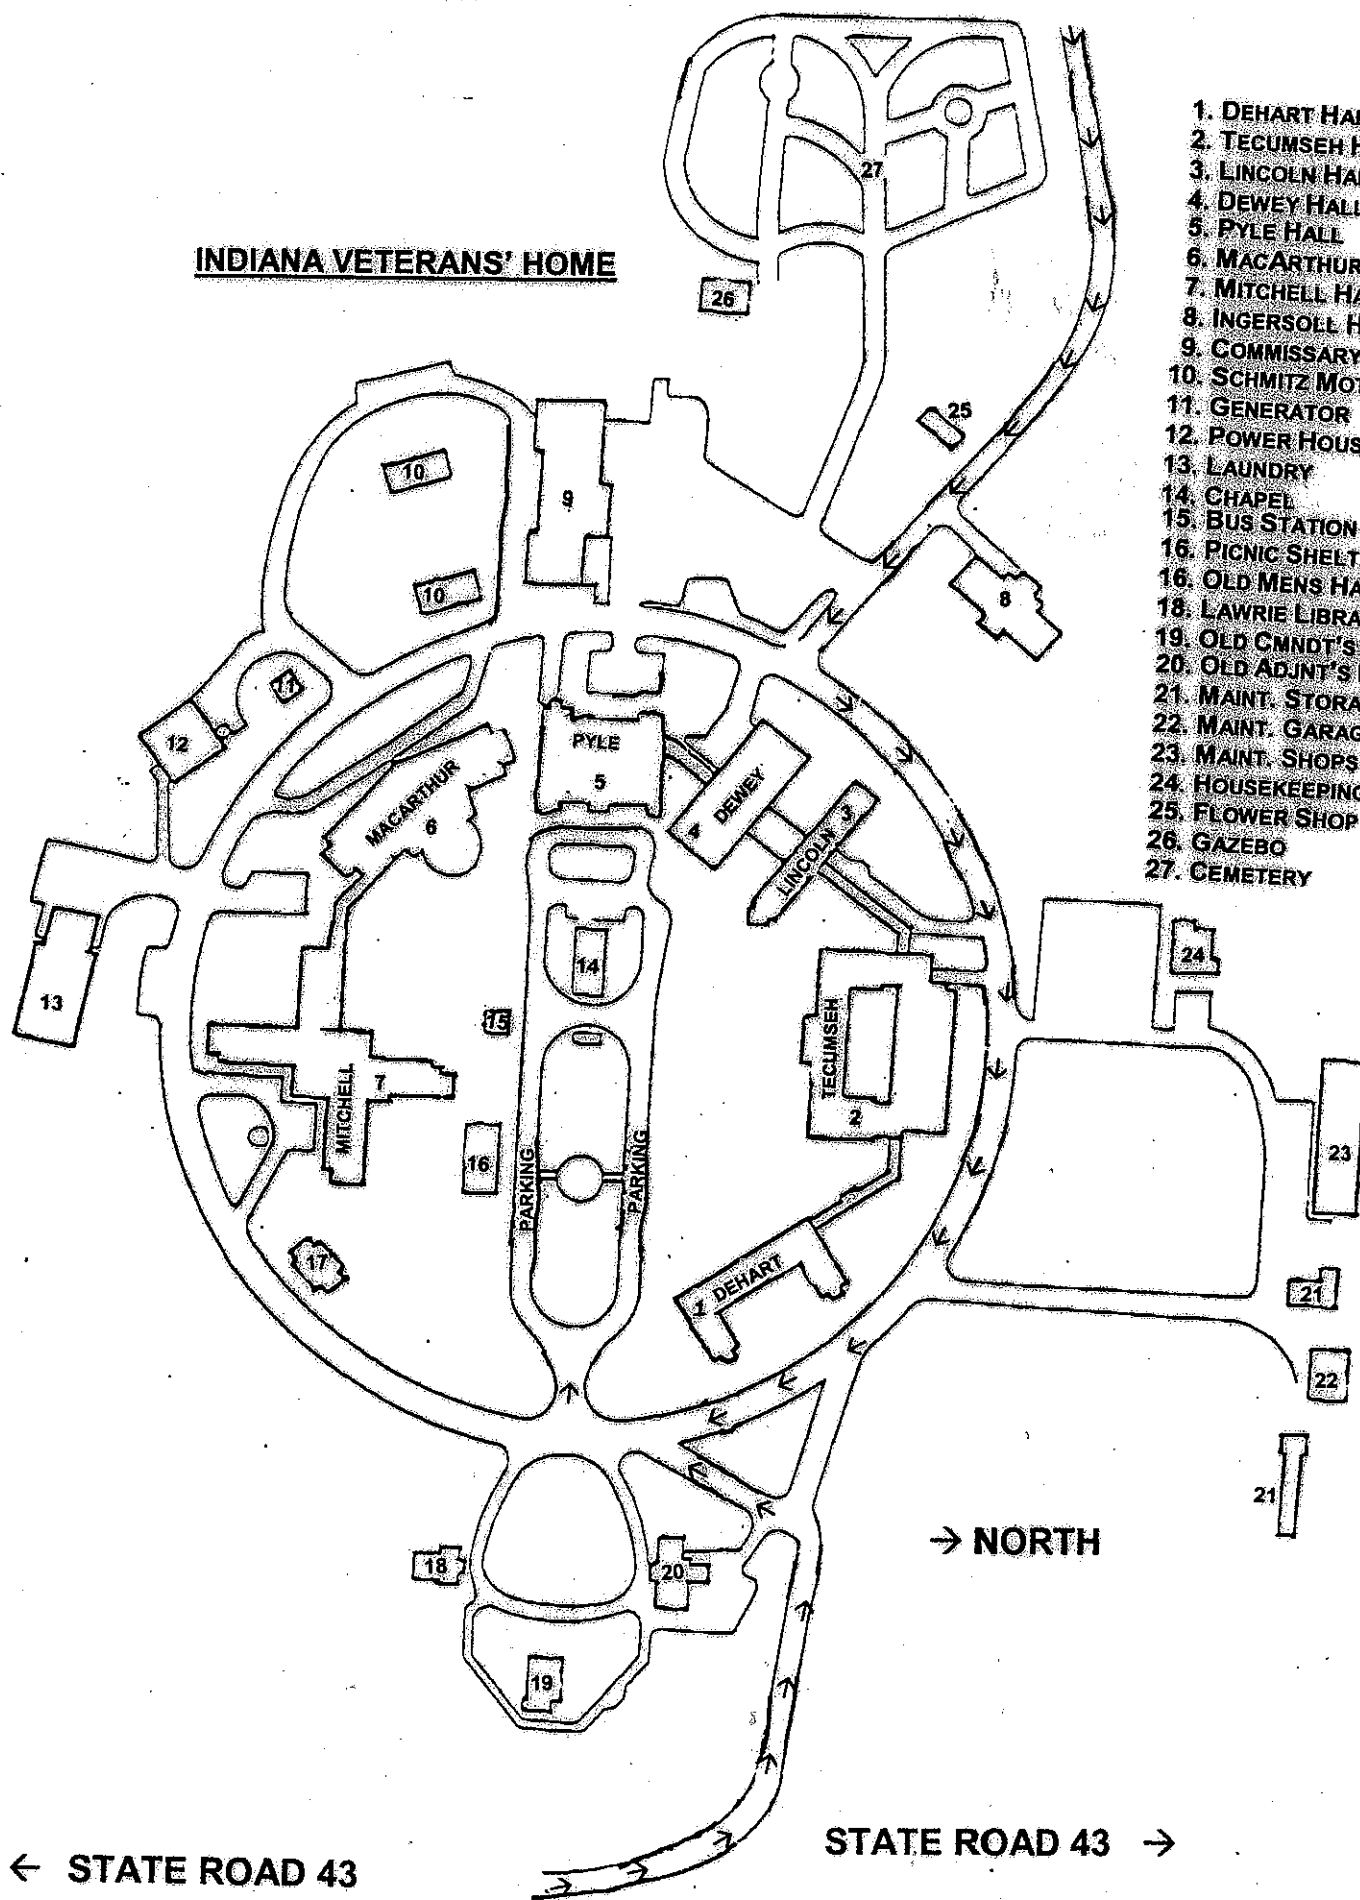 INDIANA VETERANS' HOME
1. DEHART HA
2. TECUMSEH H
3. LINCOLN HA
4. DEWEY HALL
5. PYLE HALL
6. MACARTHUR
7. MITCHELL HA
8. INGERSOLL H
9. COMMISSARY
10. SCHMITZ MOT
11. GENERATOR
12. POWER HOUS
13. LAUNDRY
14. CHAPEL
15. BUS STATION
16. PICNIC SHELT
16. OLD MENS HA
18. LAWRIE LIBRA
19. OLD CMNDT'S
20. OLD ADJNT'S
21. MAINT. STORA
22. MAINT. GARAG
23. MAINT. SHOPS
24. HOUSEKEEPING
25. FLOWER SHOP
26. GAZEBO
27. CEMETERY
27
26
25
10
9
10
8
11
12
PYLE
5
MACARTHUR
6
DEWEY
4
LINCOLN 3
13
14
15
24
TECUMSEH
2
MITCHELL
7
16
PARKING
PARKING
23
17
1 DEHART
21
22
21
→ NORTH
18
20
19
← STATE ROAD 43
STATE ROAD 43 →